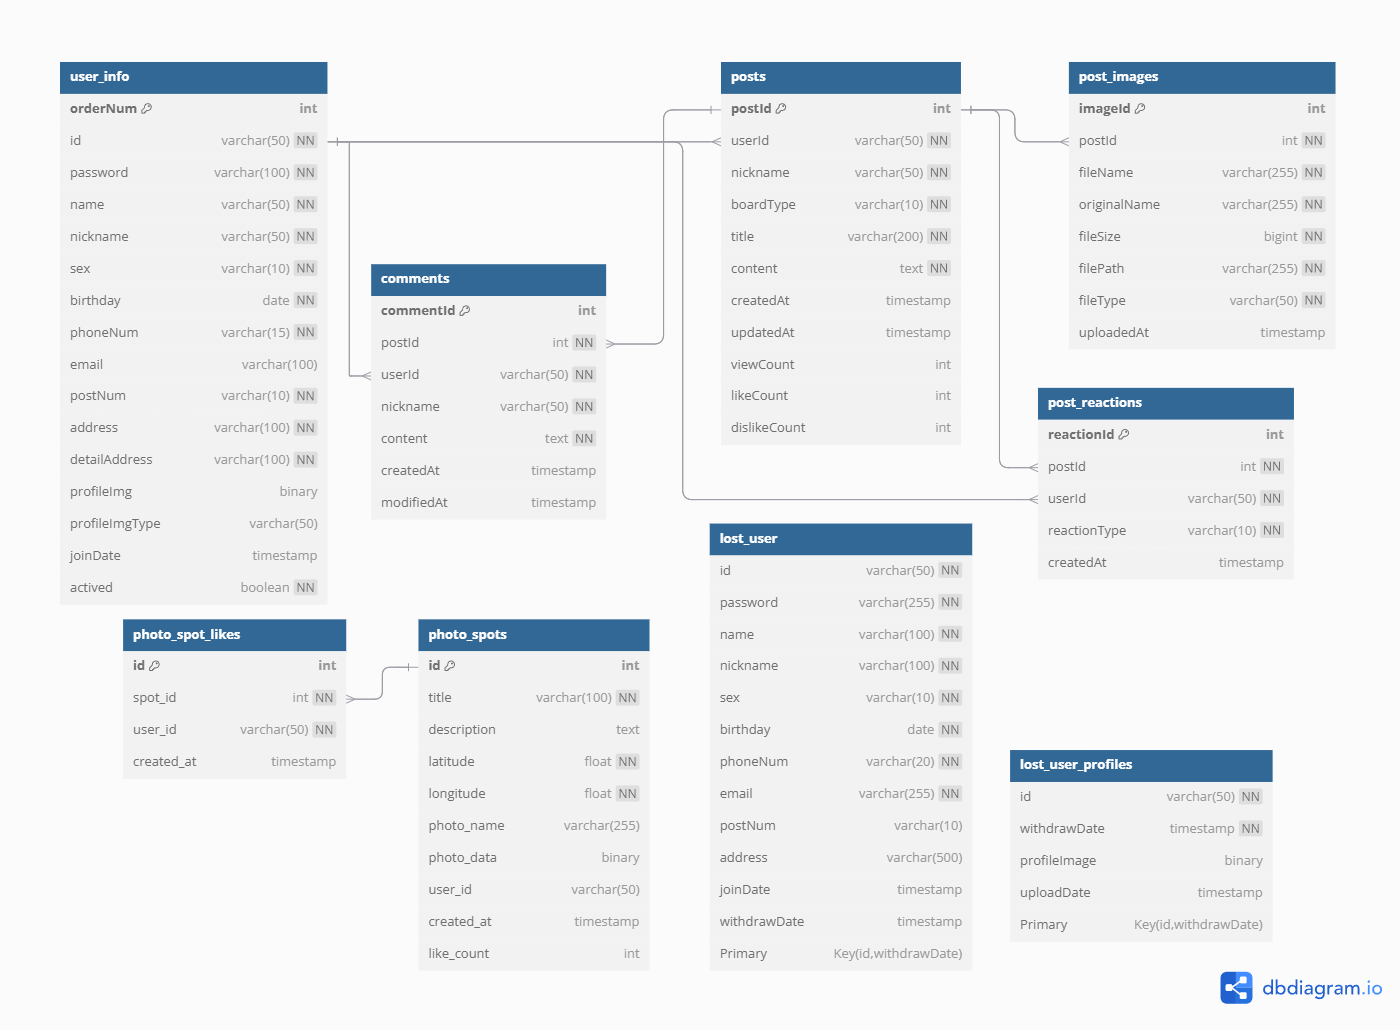 user_info
orderNum int
id varchar(50) NN
password varchar(100) NN
name varchar(50) NN
nickname varchar(50) NN
sex varchar(10) NN
birthday date NN
phoneNum varchar(15) NN
email varchar(100)
postNum varchar(10) NN
address varchar(100) NN
detailAddress varchar(100) NN
profileImg binary
profileImgType varchar(50)
joinDate timestamp
actived boolean NN
comments
commentId int
postId int NN
userId varchar(50) NN
nickname varchar(50) NN
content text NN
createdAt timestamp
modifiedAt timestamp
posts
postId int
userId varchar(50) NN
nickname varchar(50) NN
boardType varchar(10) NN
title varchar(200) NN
content text NN
createdAt timestamp
updatedAt timestamp
viewCount int
likeCount int
dislikeCount int
post_images
imageId int
postId int NN
fileName varchar(255) NN
originalName varchar(255) NN
fileSize bigint NN
filePath varchar(255) NN
fileType varchar(50) NN
uploadedAt timestamp
post_reactions
reactionId int
postId int NN
userId varchar(50) NN
reactionType varchar(10) NN
createdAt timestamp
photo_spot_likes
id int
spot_id int NN
user_id varchar(50) NN
created_at timestamp
photo_spots
id int
title varchar(100) NN
description text
latitude float NN
longitude float NN
photo_name varchar(255)
photo_data binary
user_id varchar(50)
created_at timestamp
like_count int
lost_user
id varchar(50) NN
password varchar(255) NN
name varchar(100) NN
nickname varchar(100) NN
sex varchar(10) NN
birthday date NN
phoneNum varchar(20) NN
email varchar(255) NN
postNum varchar(10)
address varchar(500)
joinDate timestamp
withdrawDate timestamp
Primary Key(id,withdrawDate)
lost_user_profiles
id varchar(50) NN
withdrawDate timestamp NN
profileImage binary
uploadDate timestamp
Primary Key(id,withdrawDate)
dbdiagram.io